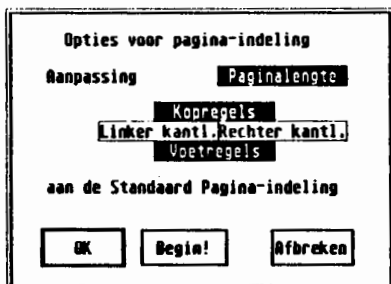 Opties voor pagina-indeling
Aanpassing Paginalengte
Kopregels
Linker kantl. Rechter kantl.
Voetregels
aan de Standaard Pagina-indeling
OK Begin! Afbreken